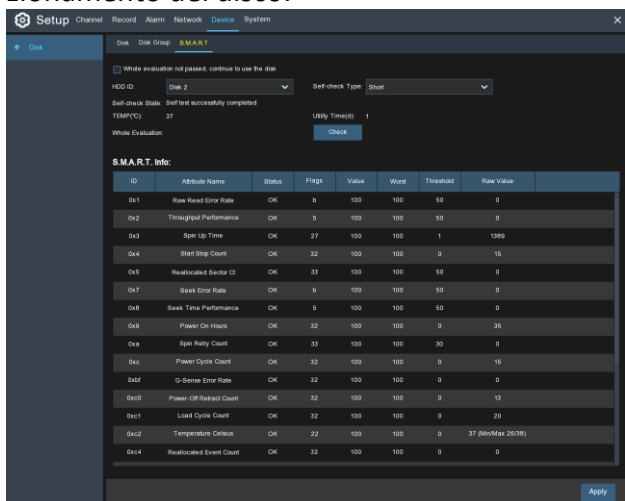 zionamento del disco.
Setup Channel Record Alarm Network Device System
Disk
Disk Disk Group S.M.A.R.T
Whole evaluation not passed, continue to use the disk
HDD ID: Disk 2 Self-check Type: Short
Self-check State: Self test successfully completed
TEMP(°C): 37 Utility Time(d): 1
Whole Evaluation: Check
S.M.A.R.T. Info:
ID Attribute Name Status Flags Value Worst Threshold Raw Value
0x1 Raw Read Error Rate OK b 100 100 50 0
0x2 Throughput Performance OK 5 100 100 50 0
0x3 Spin Up Time OK 27 100 100 1 1389
0x4 Start Stop Count OK 32 100 100 0 15
0x5 Reallocated Sector Ct OK 33 100 100 50 0
0x7 Seek Error Rate OK b 100 100 50 0
0x8 Seek Time Performance OK 5 100 100 50 0
0x9 Power On Hours OK 32 100 100 0 35
0xa Spin Retry Count OK 33 100 100 30 0
0xc Power Cycle Count OK 32 100 100 0 15
0xbf G-Sense Error Rate OK 32 100 100 0 0
0xc0 Power-Off Retract Count OK 32 100 100 0 13
0xc1 Load Cycle Count OK 32 100 100 0 20
0xc2 Temperature Celsius OK 22 100 100 0 37 (Min/Max 26/38)
0xc4 Reallocated Event Count OK 32 100 100 0 0
Apply